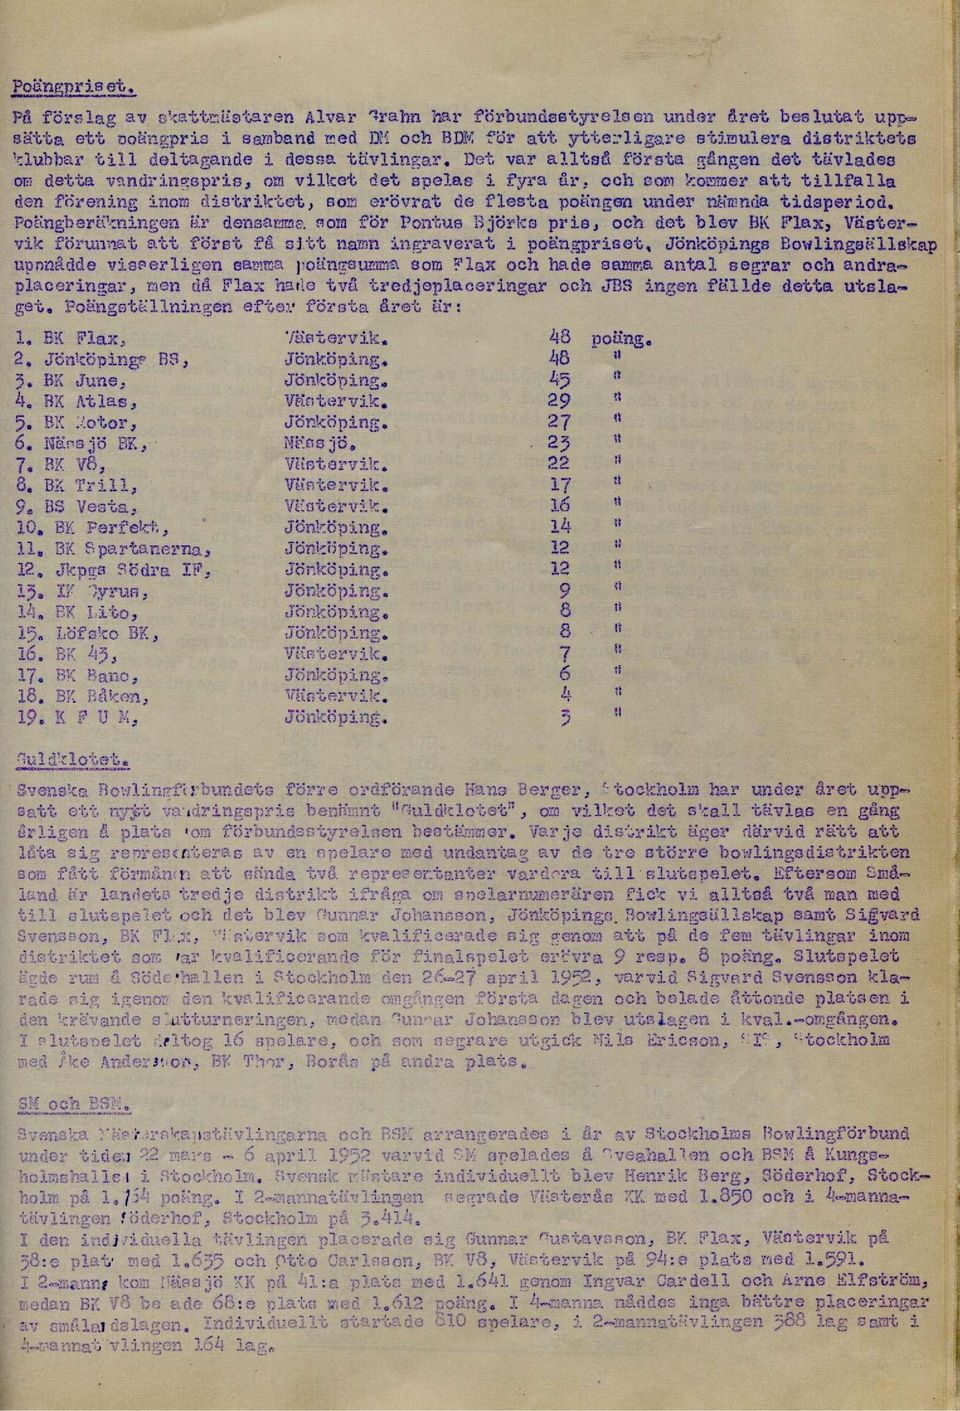 Poängpriset.
På förslag av skattmästaren Alvar Grahn har förbundsstyrelsen under året beslutat upp-
sätta ett poängpris i samband med DM och BDM för att ytterligare stimulera distriktets
klubbar till deltagande i dessa tävlingar. Det var alltså första gången det tävlades
om detta vandringspris, om vilket det spelas i fyra år, och som kommer att tillfalla
den förening inom distriktet, som erövrat de flesta poängen under nämnda tidsperiod.
Poängberäkningen är densamma som för Pontus Björks pris, och det blev BK Flax, Väster-
vik förunnat att först få sitt namn ingraverat i poängpriset. Jönköpings Bowlingsällskap
uppnådde visserligen samma poängsumma som Flax och hade samma antal segrar och andra-
placeringar, men då Flax hade två tredjeplaceringar och JBS ingen fällde detta utsla-
get. Poängställningen efter första året är:
1. BK Flax, Västervik. 48 poäng.
2. Jönköpings BS, Jönköping. 48 "
3. BK June, Jönköping. 45 "
4. BK Atlas, Västervik. 29 "
5. BK Motor, Jönköping. 27 "
6. Nässjö BK, Nässjö. 23 "
7. BK V8, Västervik. 22 "
8. BK Trill, Västervik. 17 "
9. BS Vesta, Västervik. 16 "
10. BK Perfekt, Jönköping. 14 "
11. BK Spartanerna, Jönköping. 12 "
12. Jkpgs Södra IF, Jönköping. 12 "
13. IK Cyrus, Jönköping. 9 "
14. BK Lito, Jönköping. 8 "
15. Löfsko BK, Jönköping. 8 "
16. BK 43, Västervik. 7 "
17. BK Bano, Jönköping. 6 "
18. BK Båken, Västervik. 4 "
19. K F U M, Jönköping. 3 "
Guldklotet.
Svenska Bowlingförbundets förre ordförande Hans Berger, Stockholm har under året upp-
satt ett nytt vandringspris benämnt "Guldklotet", om vilket det skall tävlas en gång
årligen å plats som förbundsstyrelsen bestämmer. Varje distrikt äger därvid rätt att
låta sig representeras av en spelare med undantag av de tre större bowlingsdistrikten
som fått förmånen att sända två representanter vardera till slutspelet. Eftersom Små-
land är landets tredje distrikt ifråga om spelarnumerären fick vi alltså två man med
till slutspelet och det blev Gunnar Johansson, Jönköpings Bowlingsällskap samt Sigvard
Svensson, BK Flax, Västervik som kvalificerade sig genom att på de fem tävlingar inom
distriktet som var kvalificerande för finalspelet erövra 9 resp. 8 poäng. Slutspelet
ägde rum å Söderhallen i Stockholm den 26-27 april 1952, varvid Sigvard Svensson kla-
rade sig igenom den kvalificerande omgången första dagen och belade åttonde platsen i
den krävande slutturneringen, medan Gunnar Johansson blev utslagen i kval.-omgången.
I slutspelet deltog 16 spelare, och som segrare utgick Nils Ericson, Stockholm
med Åke Andersson, BK Thor, Borås på andra plats.
SM och BSM.
Svenska Mästerskapstävlingarna och BSM arrangerades i år av Stockholms Bowlingförbund
under tiden 22 mars - 6 april 1952 varvid SM spelades å Sveahallen och BSM å Kungs-
holmshallen i Stockholm. Svensk mästare individuellt blev Henrik Berg, Söderhof, Stock-
holm på 1.734 poäng. I 2-mannatävlingen segrade Västerås KK med 1.850 och i 4-manna-
tävlingen Söderhof, Stockholm på 3.414.
I den individuella tävlingen placerade sig Gunnar Gustavsson, BK Flax, Västervik på
38:e plats med 1.635 och Otto Carlsson, BK V8, Västervik på 94:e plats med 1.591.
I 2-manna kom Nässjö KK på 41:a plats med 1.641 genom Ingvar Cardell och Arne Elfström,
medan BK V8 belade 68:e plats med 1.612 poäng. I 4-manna nåddes inga bättre placeringar
av smålandslagen. Individuellt startade 810 spelare, i 2-mannatävlingen 388 lag samt i
4-mannatävlingen 164 lag.